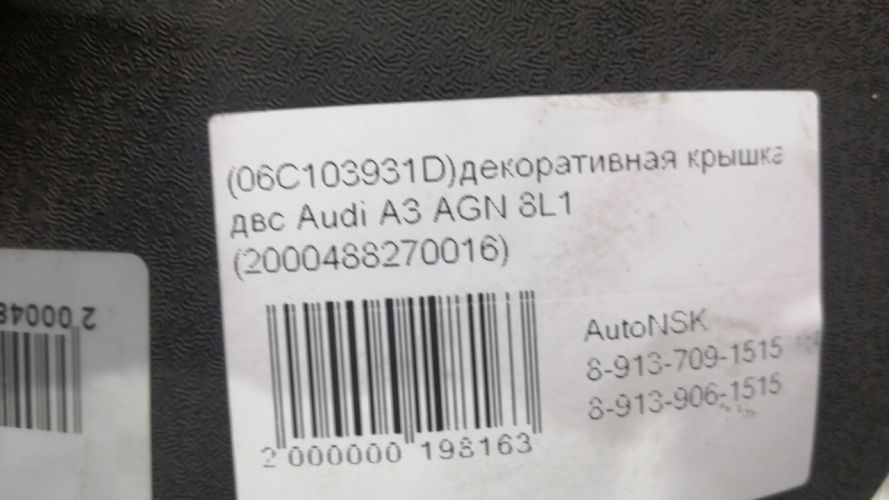 (06C103931D)декоративная крышка
двс Audi A3 AGN 8L1
(2000488270016)
AutoNSK
8-913-709-1515
8-913-906-1515
2 000000 198163
2 00048